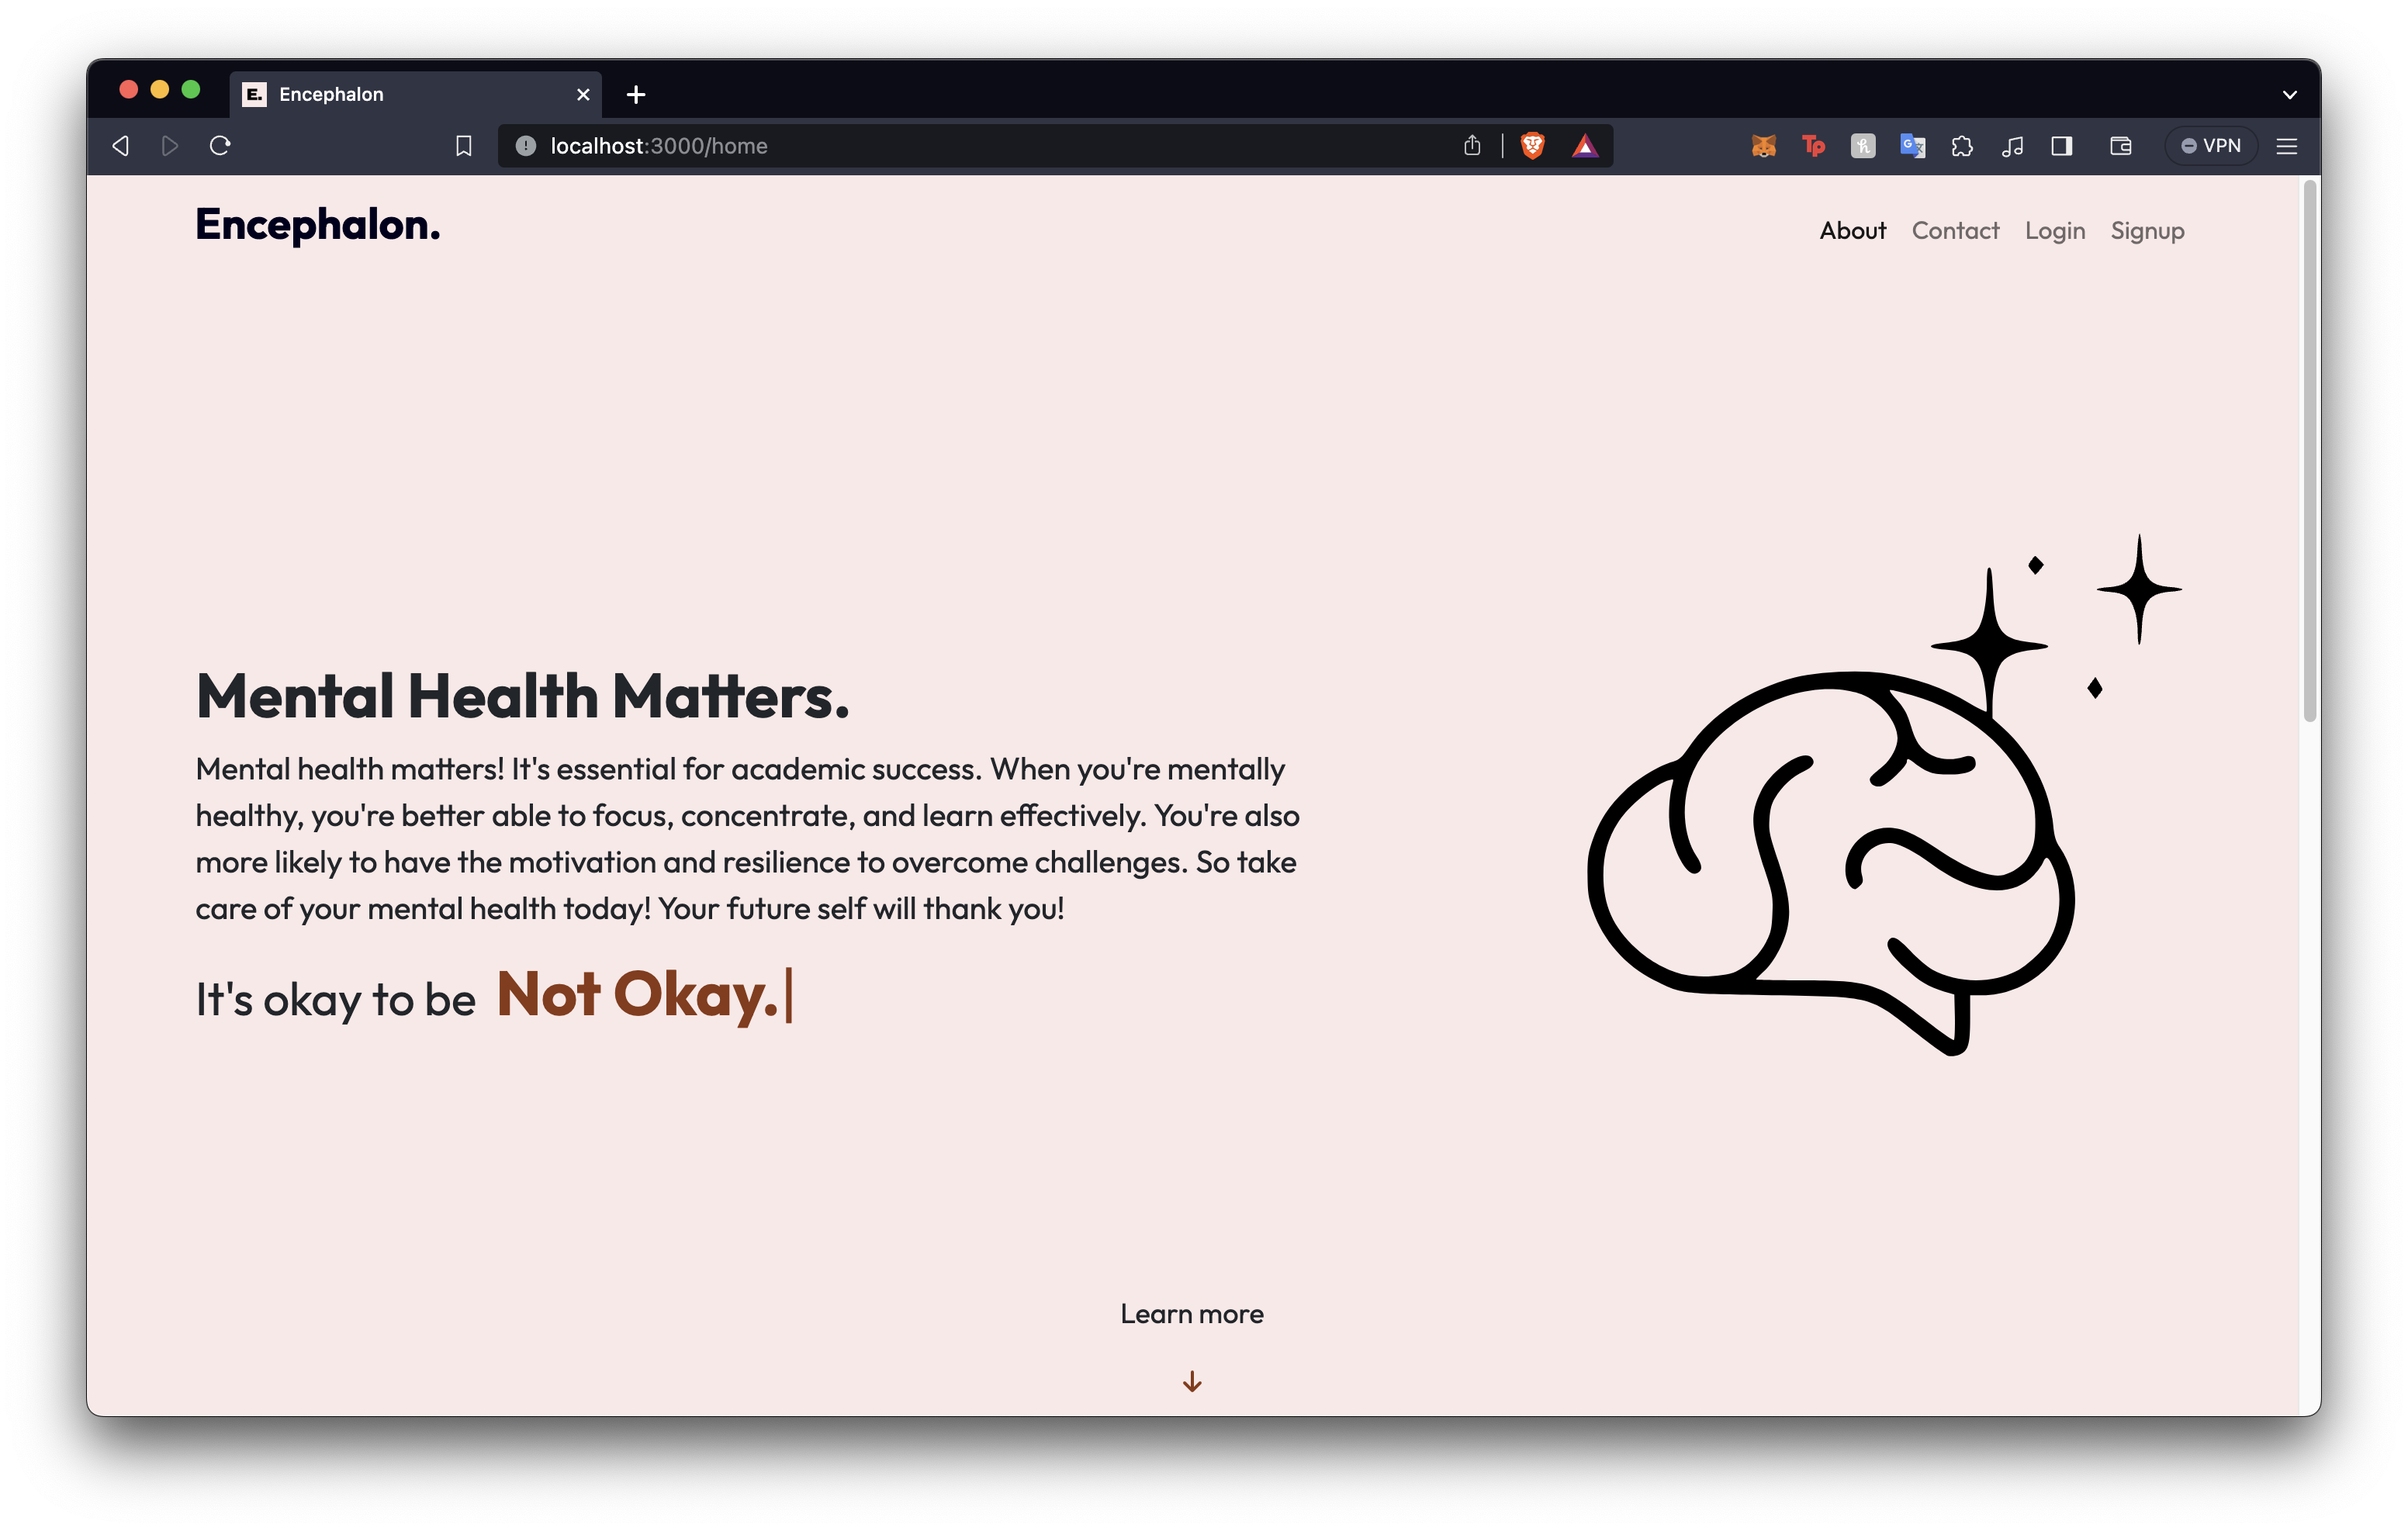 E. Encephalon
localhost:3000/home
Tp
VPN
Encephalon.
About Contact Login Signup
Mental Health Matters.
Mental health matters! It's essential for academic success. When you're mentally
healthy, you're better able to focus, concentrate, and learn effectively. You're also
more likely to have the motivation and resilience to overcome challenges. So take
care of your mental health today! Your future self will thank you!
It's okay to be Not Okay.
Learn more